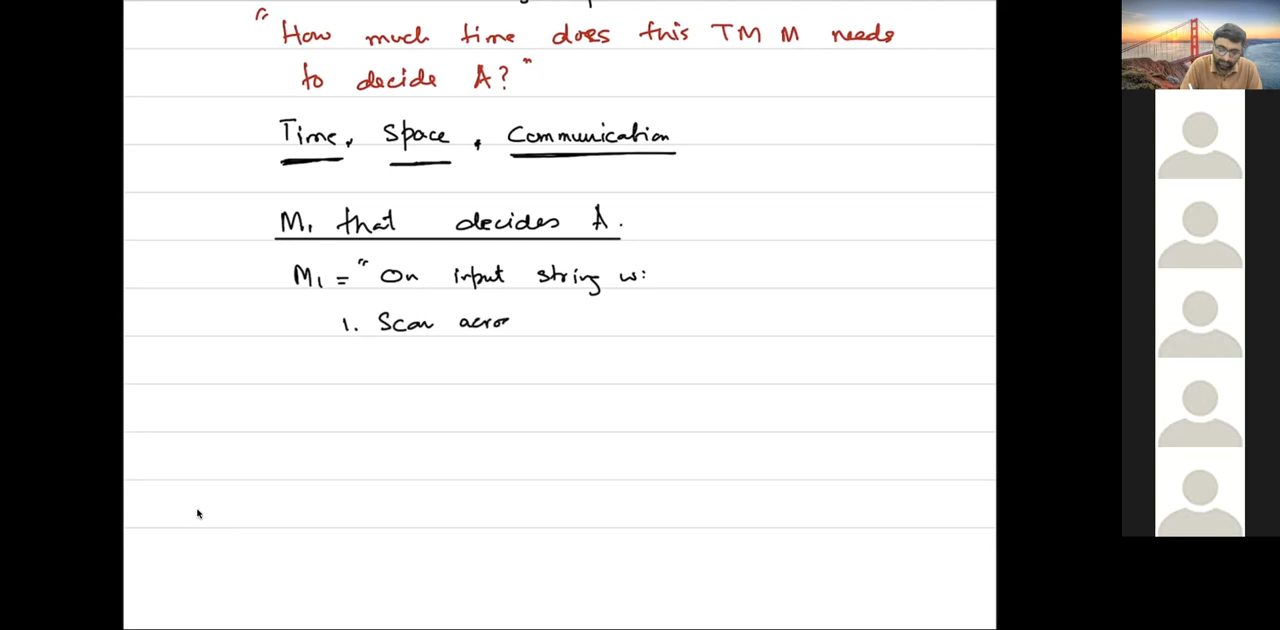 "How much time does this TM M needs
to decide A?"
Time, Space, Communication
M₁ that decides A.
M₁ = "On input string w:
1. Scan acro